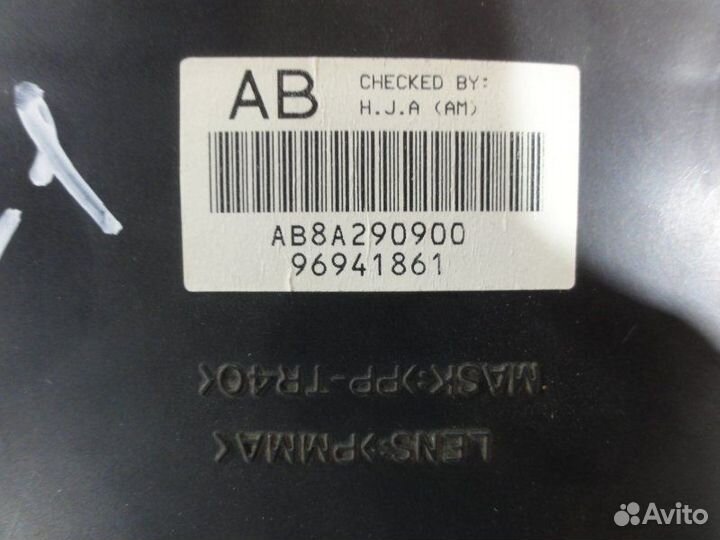 AB
CHECKED BY:
H.J.A (AM)
AB8A290900
96941861
MASK:>PP-TR40<
LENS:>PMMA<
Avito